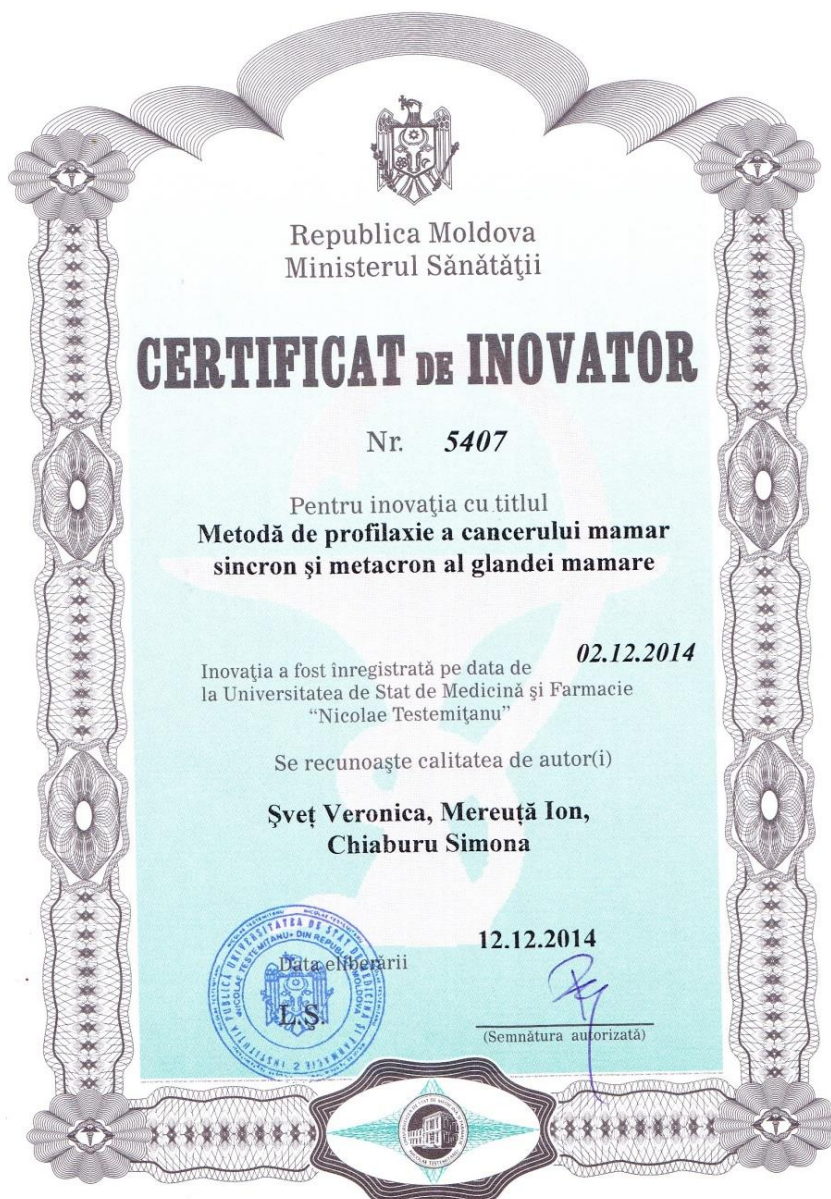 Republica Moldova
Ministerul Sănătăţii
CERTIFICAT DE INOVATOR
Nr. 5407
Pentru inovaţia cu titlul
Metodă de profilaxie a cancerului mamar
sincron şi metacron al glandei mamare
Inovaţia a fost înregistrată pe data de 02.12.2014
la Universitatea de Stat de Medicină şi Farmacie
“Nicolae Testemiţanu”
Se recunoaşte calitatea de autor(i)
Şveţ Veronica, Mereuţă Ion,
Chiaburu Simona
Data eliberării 12.12.2014
L.Ş.
(Semnătura autorizată)